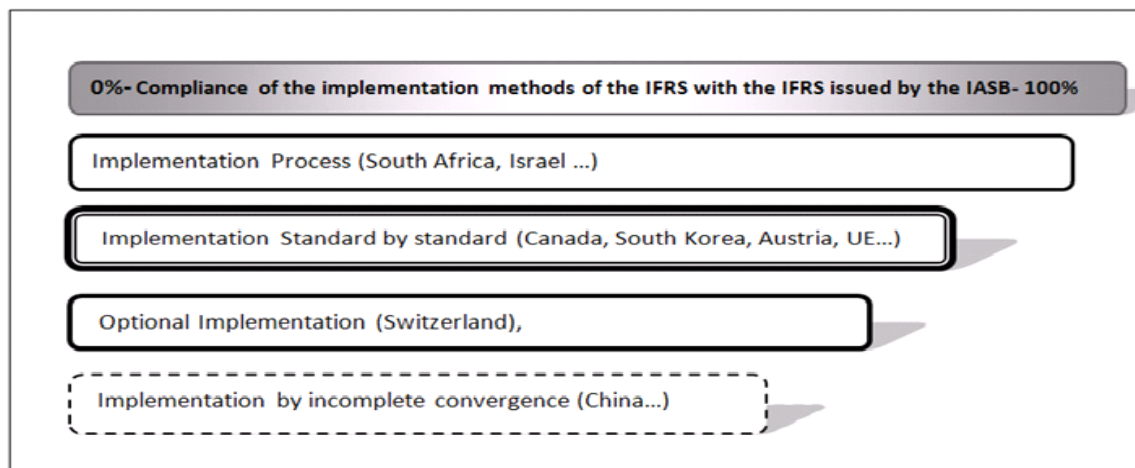 0%- Compliance of the implementation methods of the IFRS with the IFRS issued by the IASB- 100%
Implementation Process (South Africa, Israel ...)
Implementation Standard by standard (Canada, South Korea, Austria, UE...)
Optional Implementation (Switzerland),
Implementation by incomplete convergence (China...)